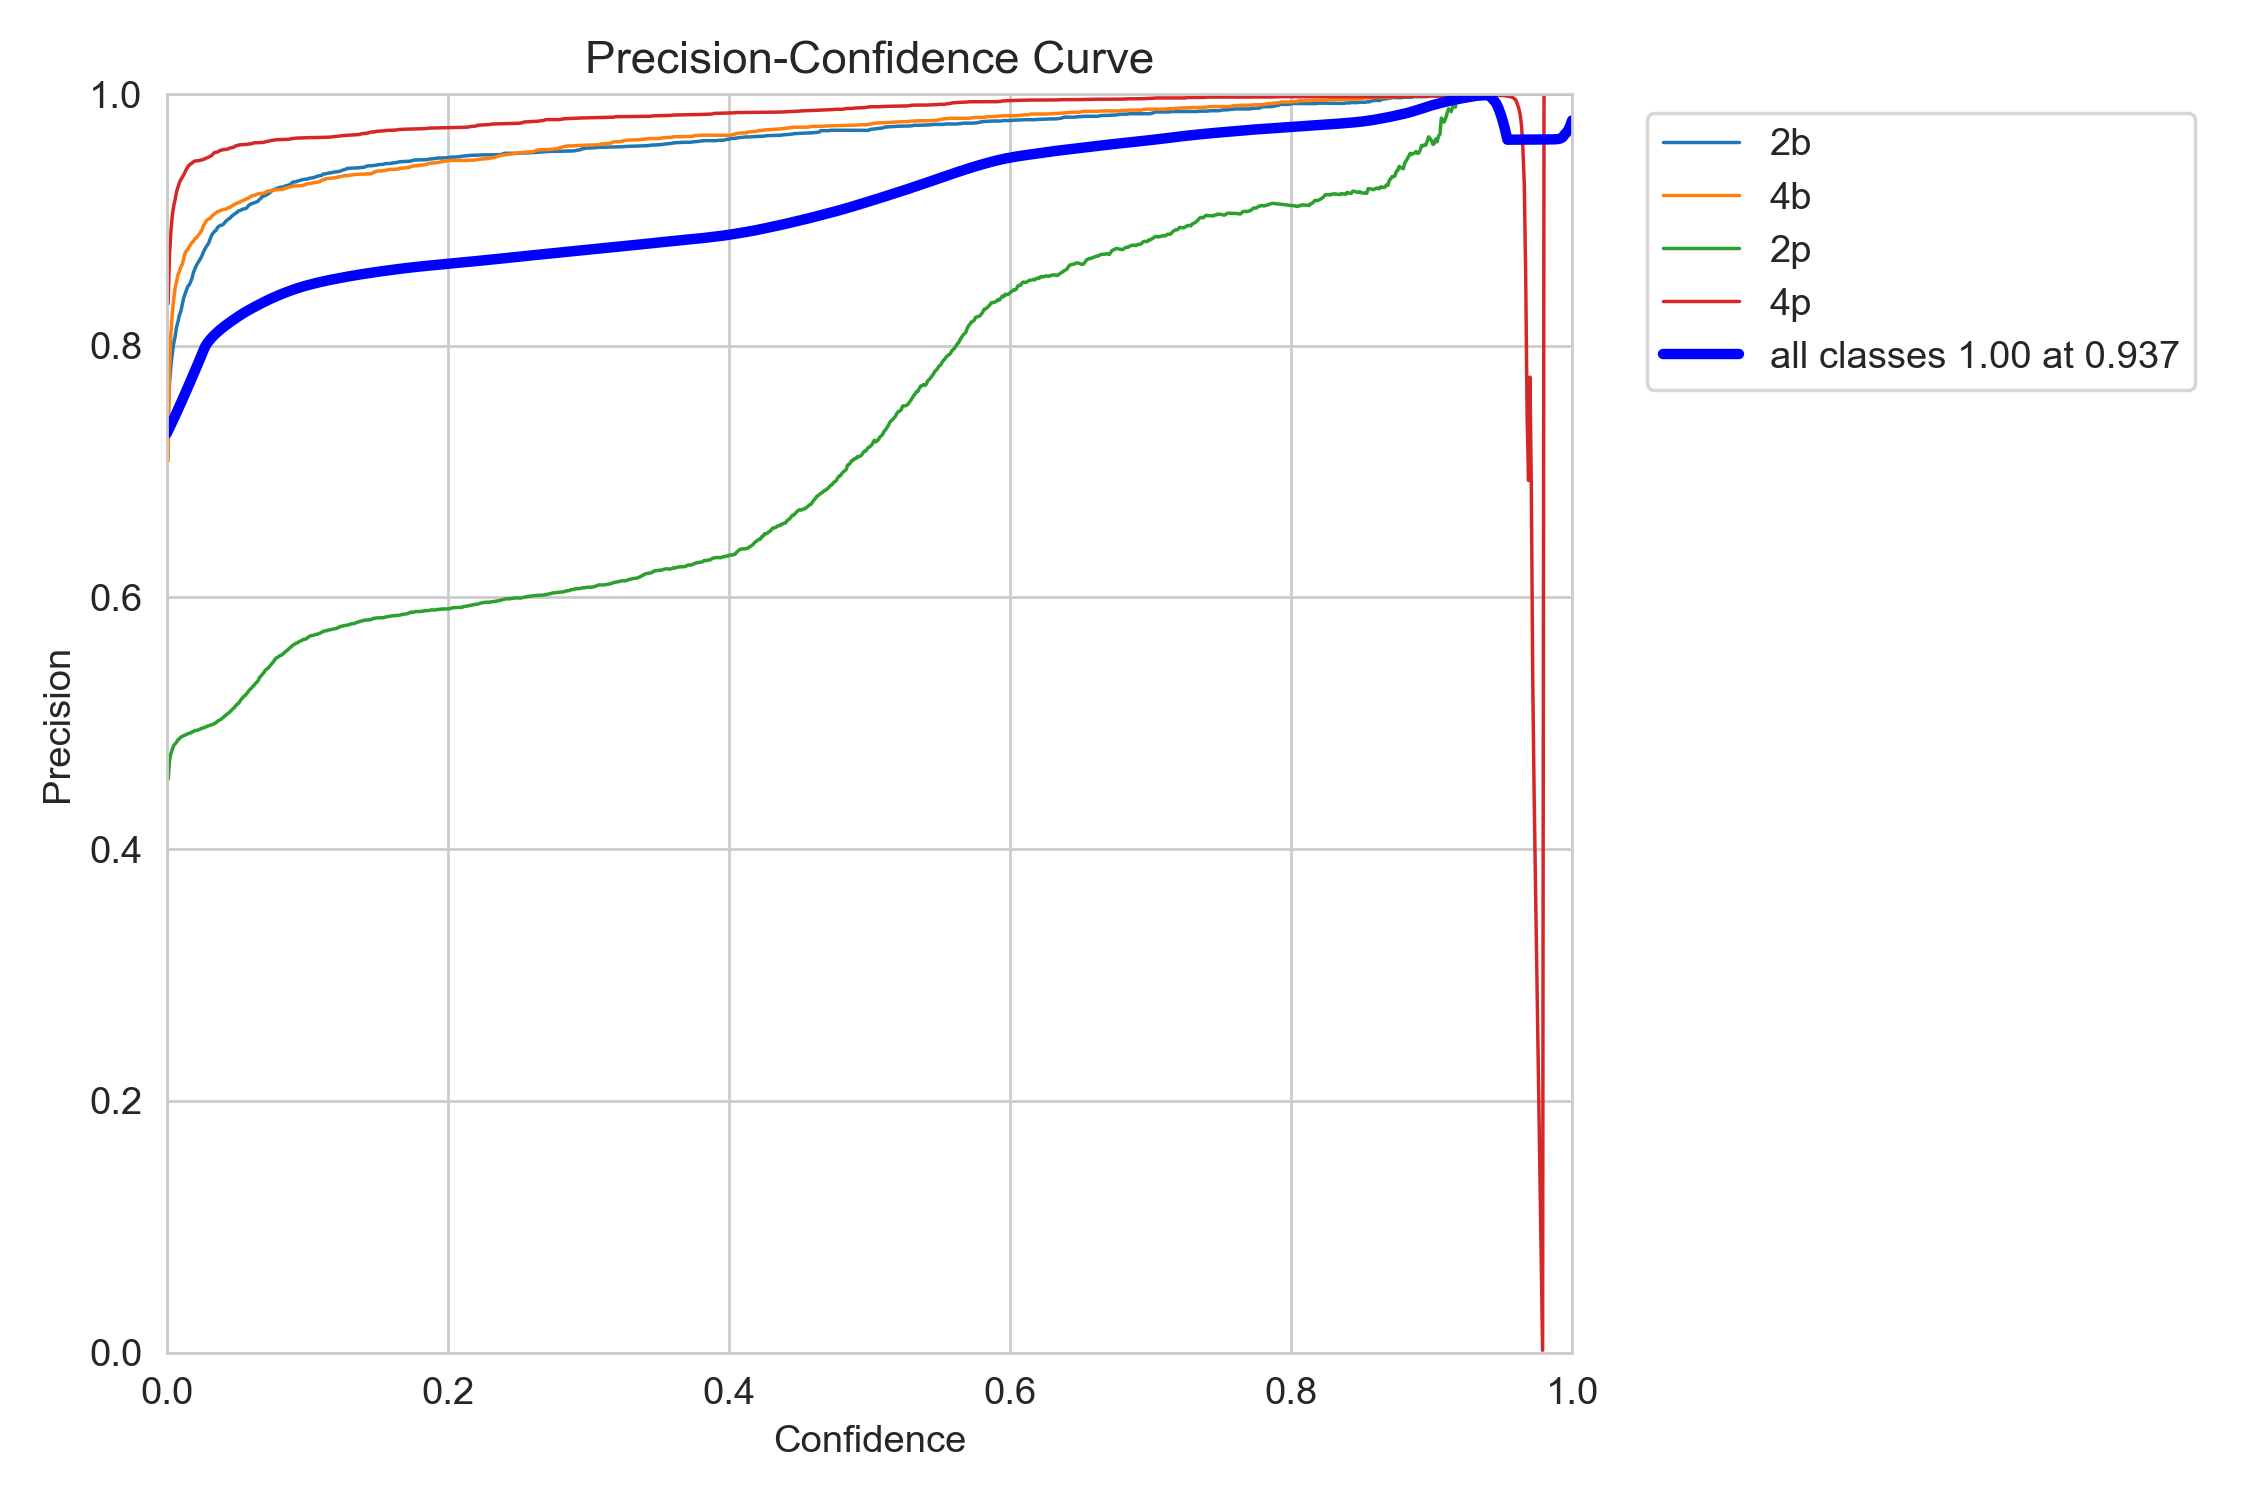 Precision-Confidence Curve
1.0
0.8
0.6
0.4
0.2
0.0
Precision
0.0 0.2 0.4 0.6 0.8 1.0
Confidence
2b
4b
2p
4p
all classes 1.00 at 0.937